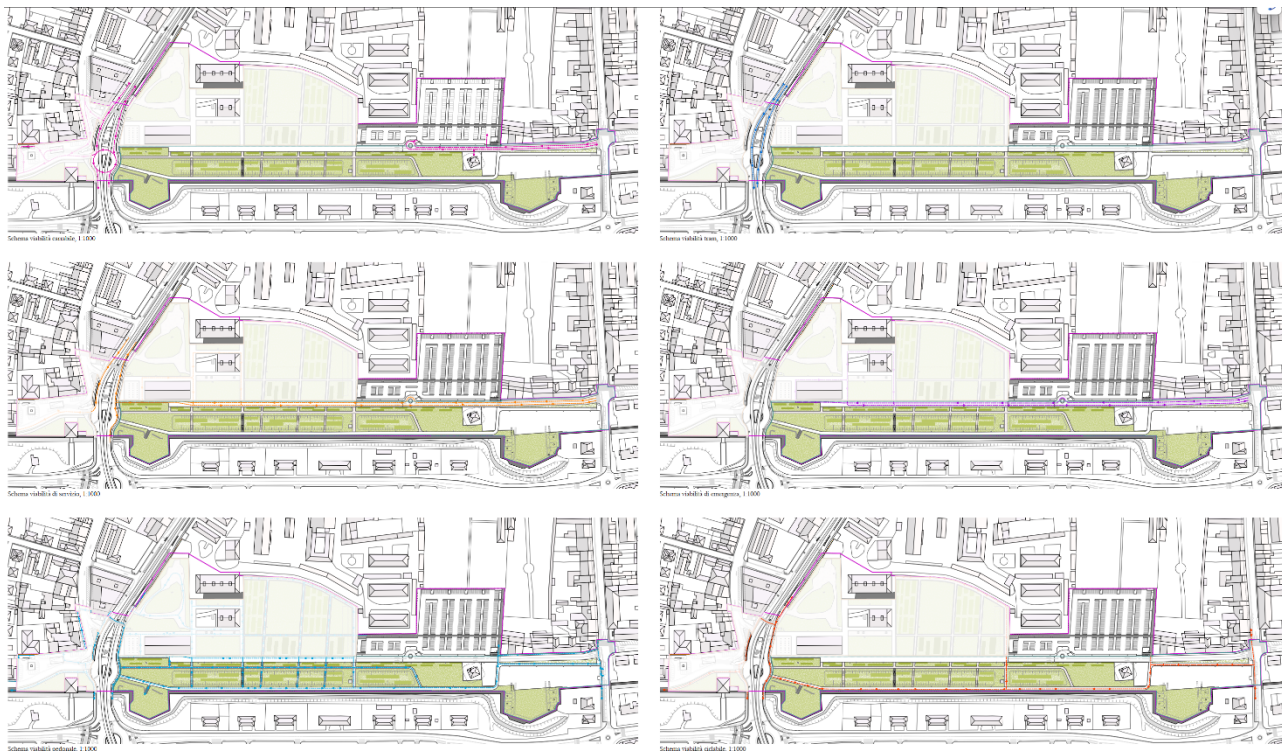 Schema viabilità carrabile, 1:1000
Schema viabilità tram, 1:1000
Schema viabilità di servizio, 1:1000
Schema viabilità di emergenza, 1:1000
Schema viabilità pedonale, 1:1000
Schema viabilità ciclabile, 1:1000